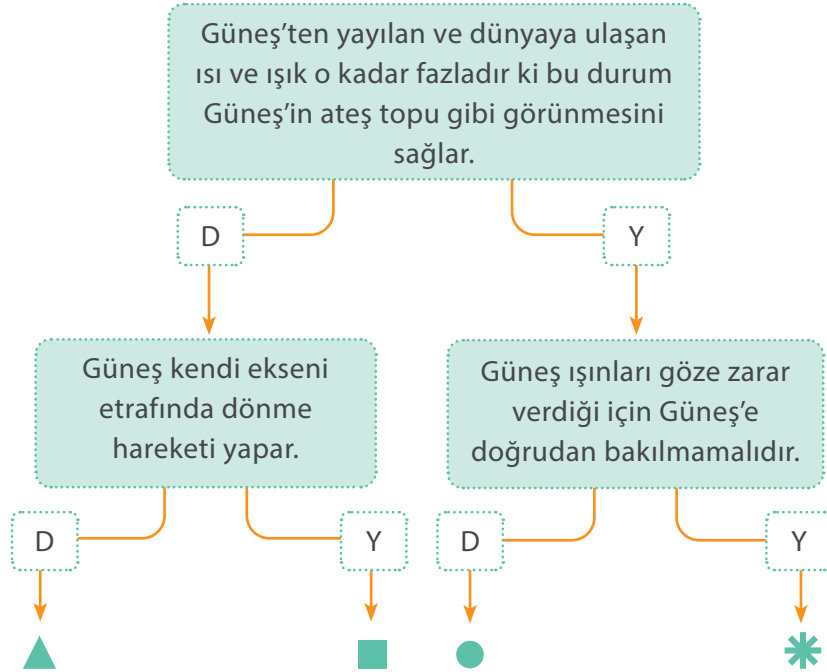 Güneş’ten yayılan ve dünyaya ulaşan
ısı ve ışık o kadar fazladır ki bu durum
Güneş’in ateş topu gibi görünmesini
sağlar.
D
Y
Güneş kendi ekseni
etrafında dönme
hareketi yapar.
Güneş ışınları göze zarar
verdiği için Güneş’e
doğrudan bakılmamalıdır.
D
Y
D
Y